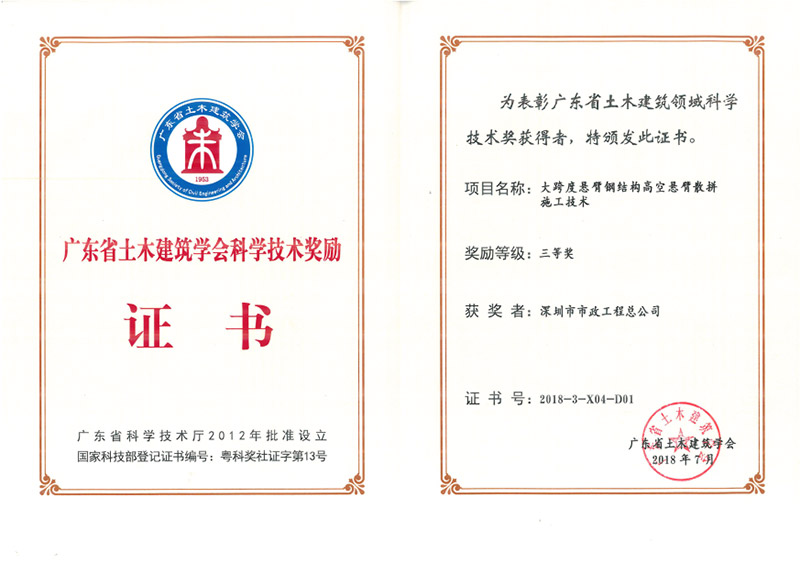 广东省土木建筑学会
Guangdong Society of Civil Engineering and Architecture
1953
广东省土木建筑学会科学技术奖励
证 书
广东省科学技术厅2012年批准设立
国家科技部登记证书编号：粤科奖社证字第13号
为表彰广东省土木建筑领域科学
技术奖获得者，特颁发此证书。
项目名称：大跨度悬臂钢结构高空悬臂散拼
施工技术
奖励等级：三等奖
获 奖 者：深圳市市政工程总公司
证 书 号：2018-3-X04-D01
广东省土木建筑学会
2018 年 7 月